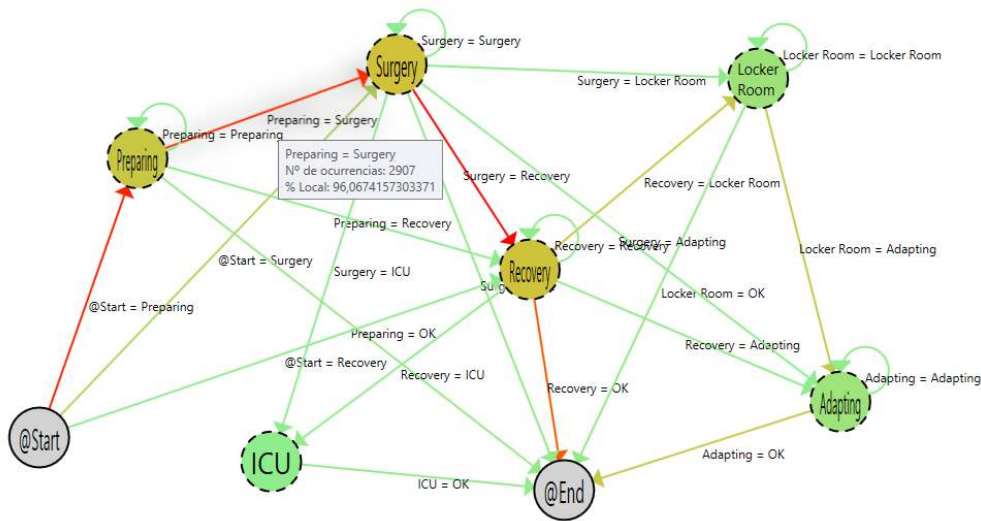 Surgery = Surgery
Surgery
Locker Room = Locker Room
Locker
Room
Surgery = Locker Room
Preparing = Surgery
Preparing = Preparing
Preparing
Preparing = Surgery
Nº de ocurrencias: 2907
% Local: 96,0674157303371
Surgery = Recovery
Recovery = Locker Room
Preparing = Recovery
Surgery = Adapting
Recovery = Recovery
Locker Room = Adapting
@Start = Surgery
Surgery = ICU
Recovery
Locker Room = OK
@Start = Preparing
Preparing = OK
Recovery = Adapting
@Start = Recovery
Recovery = ICU
Recovery = OK
Adapting = Adapting
Adapting
@Start
ICU
Adapting = OK
ICU = OK
@End